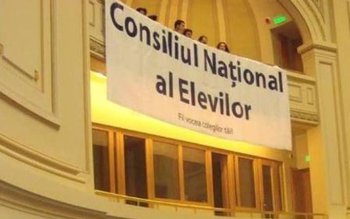 Consiliul Național
al Elevilor
Fii vocea colegilor tăi!